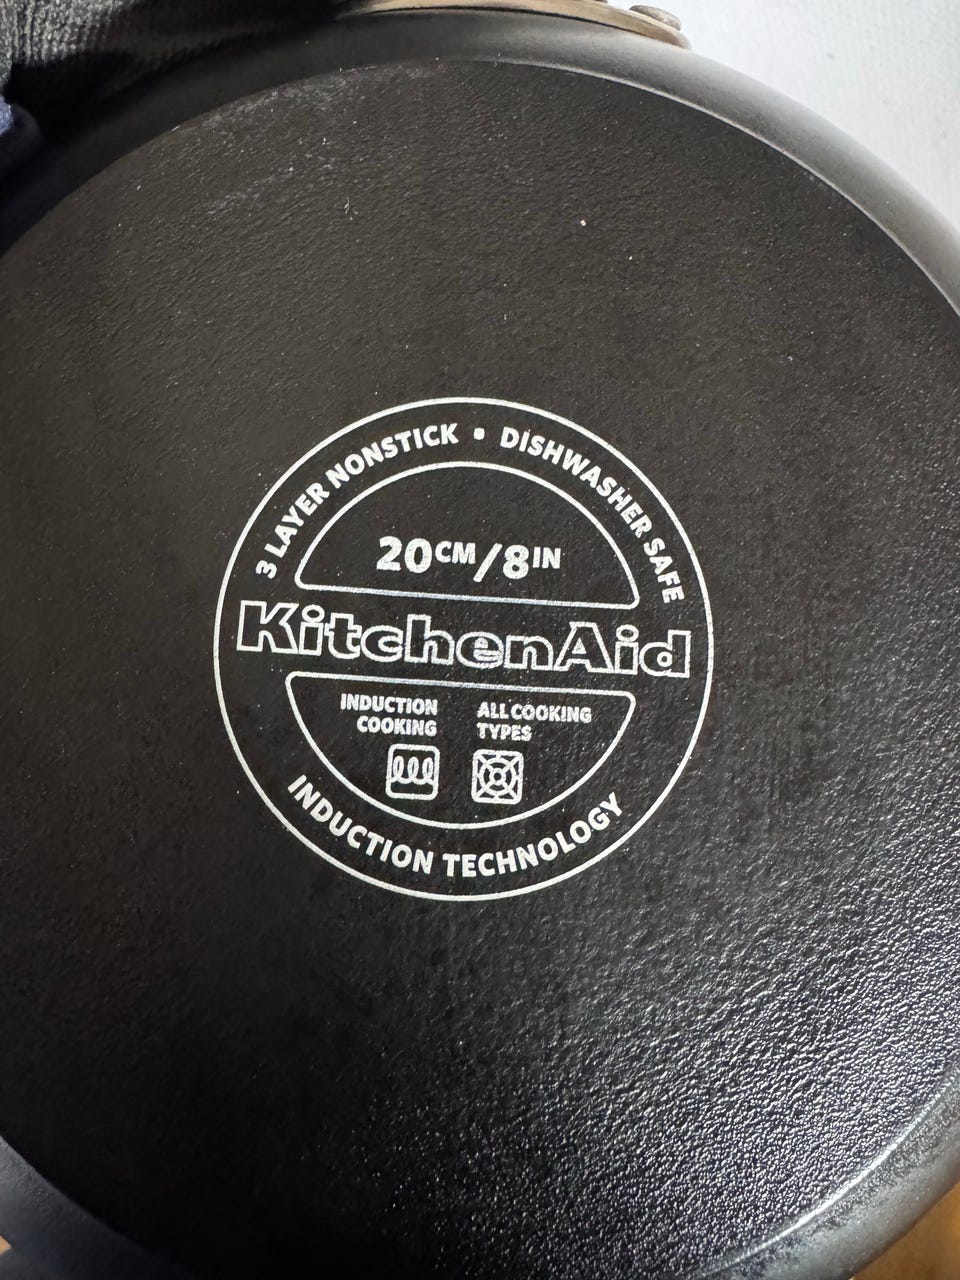 3 LAYER NONSTICK • DISHWASHER SAFE
20CM/8IN
KitchenAid
INDUCTION
COOKING
ALL COOKING
TYPES
INDUCTION TECHNOLOGY